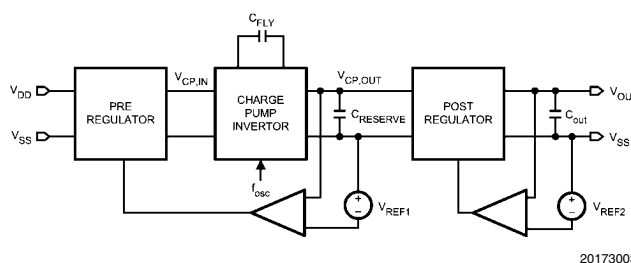 C_FLY
V_DD
V_SS
PRE
REGULATOR
V_CP,IN
CHARGE
PUMP
INVERTOR
f_osc
V_CP,OUT
C_RESERVE
V_REF1
POST
REGULATOR
C_out
V_OU
V_SS
V_REF2
2017300